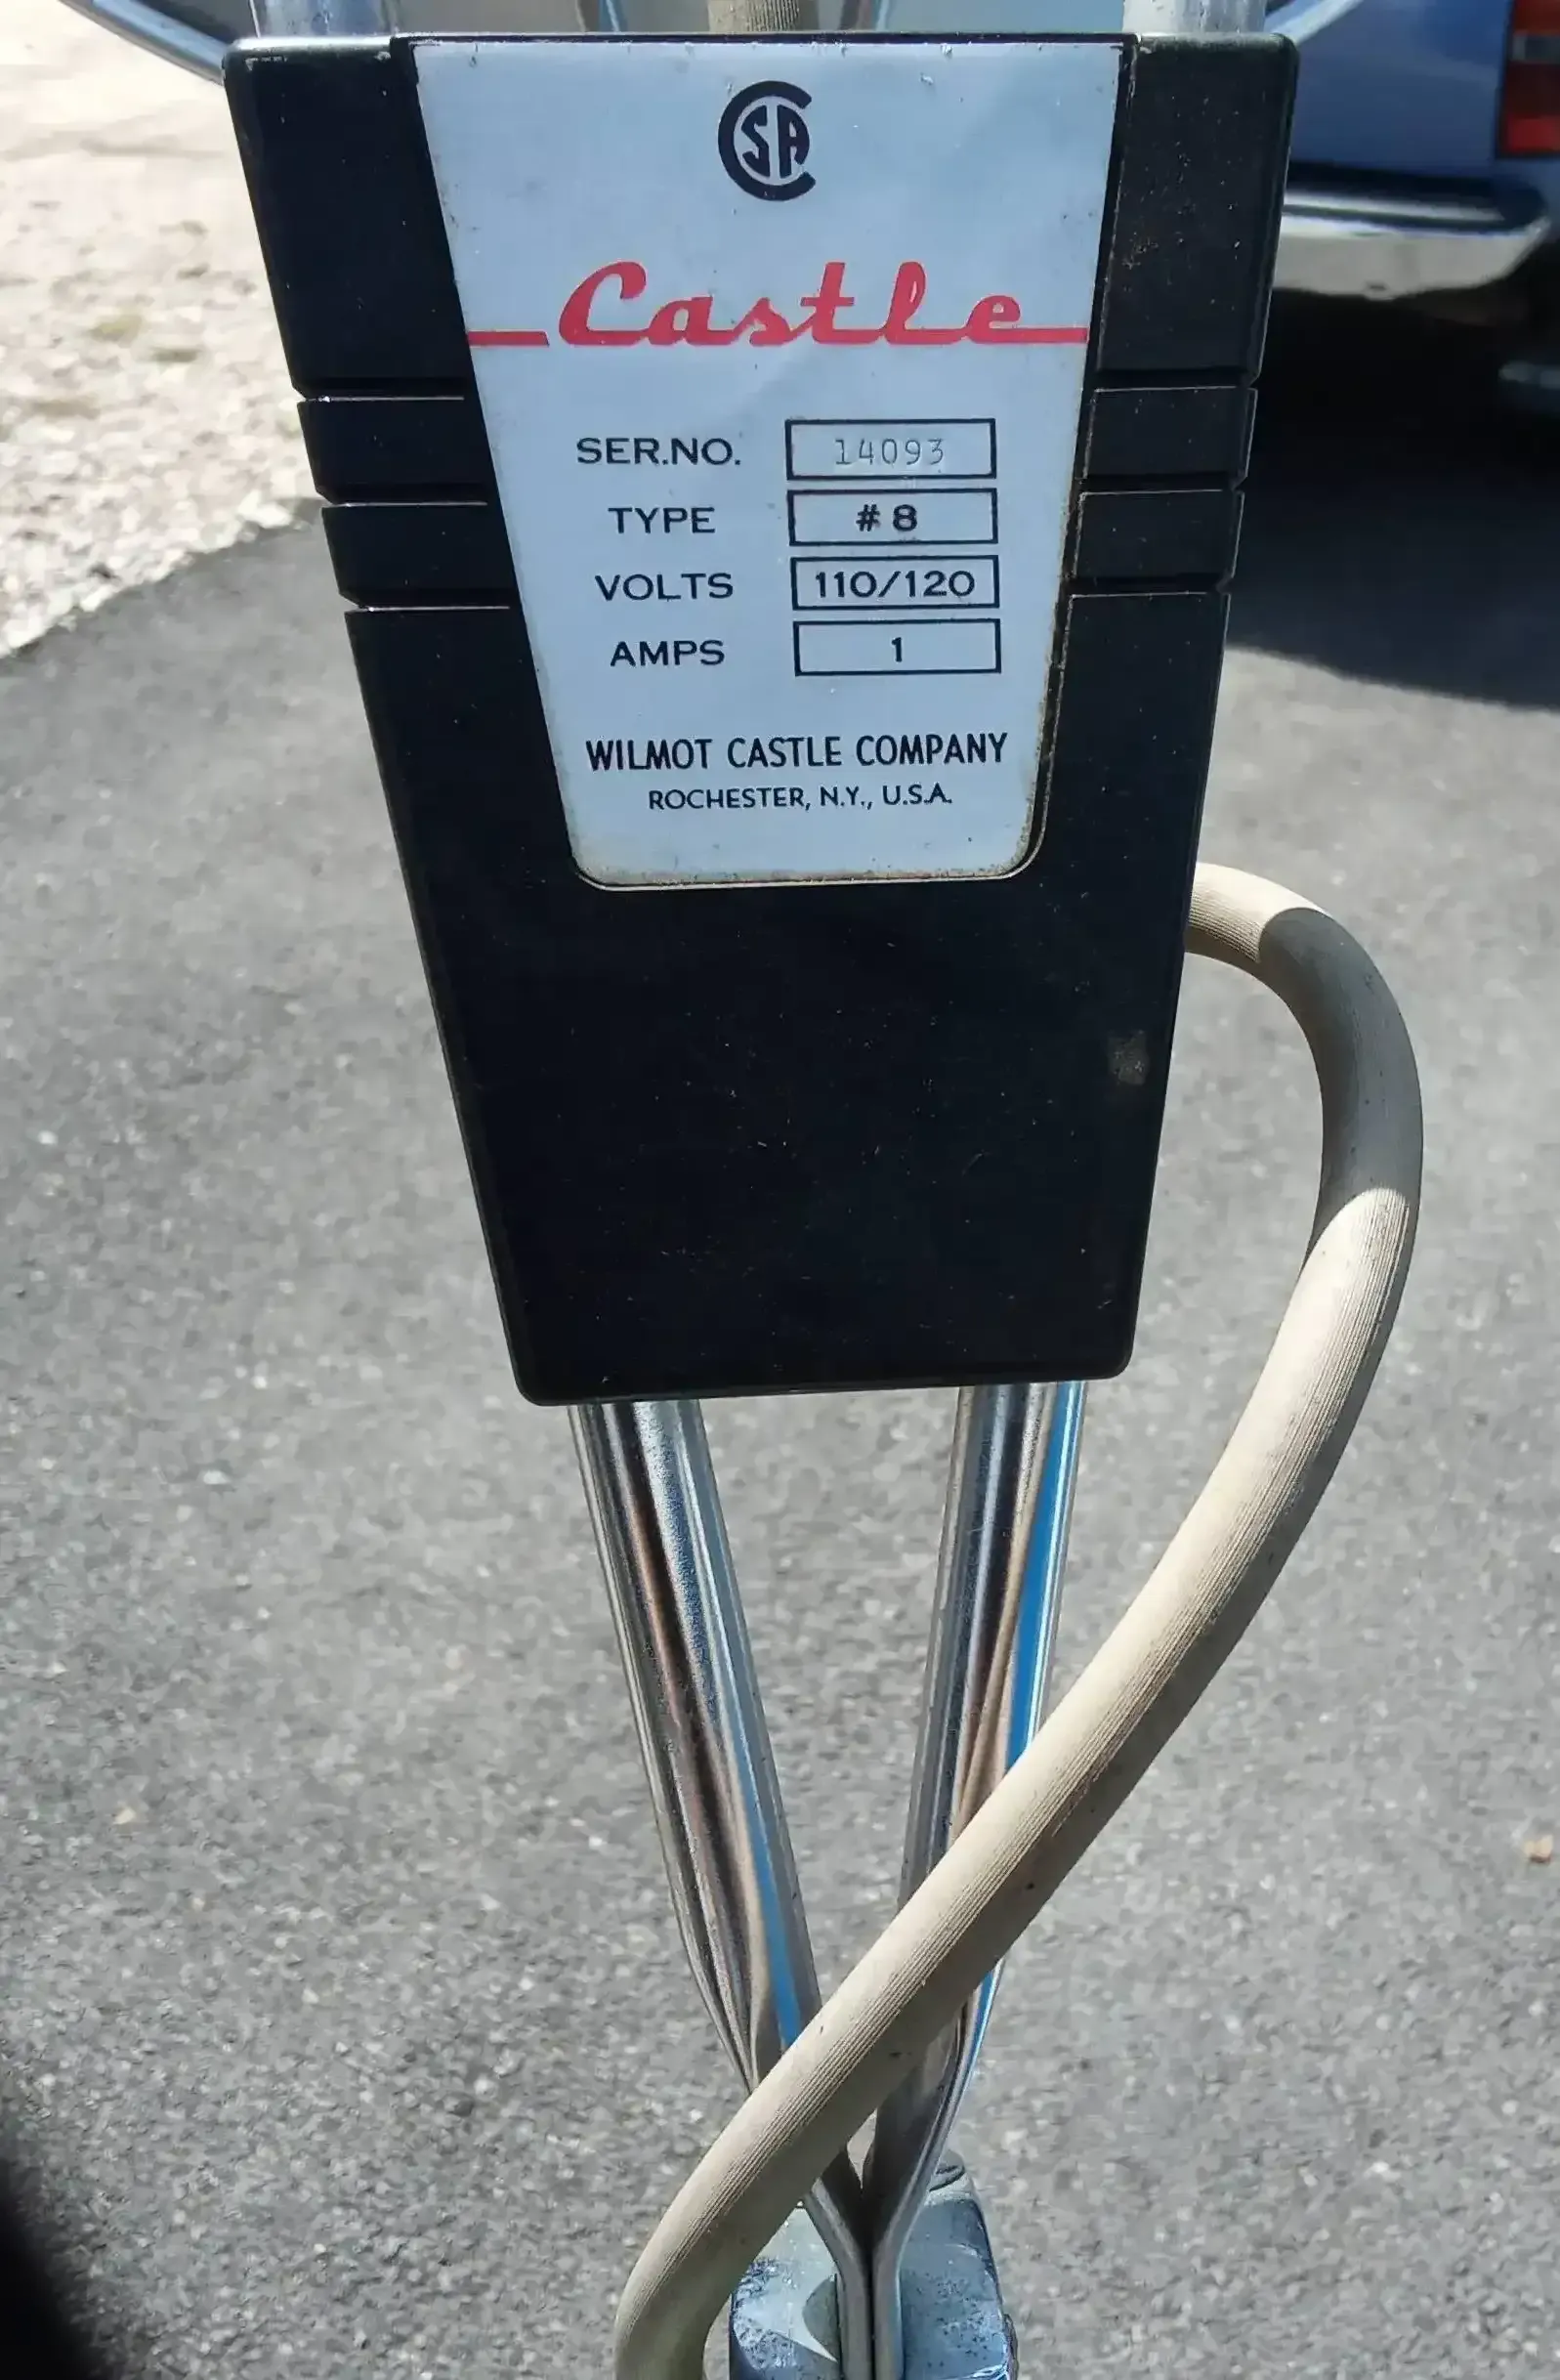 CSA
Castle
SER.NO. 14093
TYPE #8
VOLTS 110/120
AMPS 1
WILMOT CASTLE COMPANY
ROCHESTER, N.Y., U.S.A.